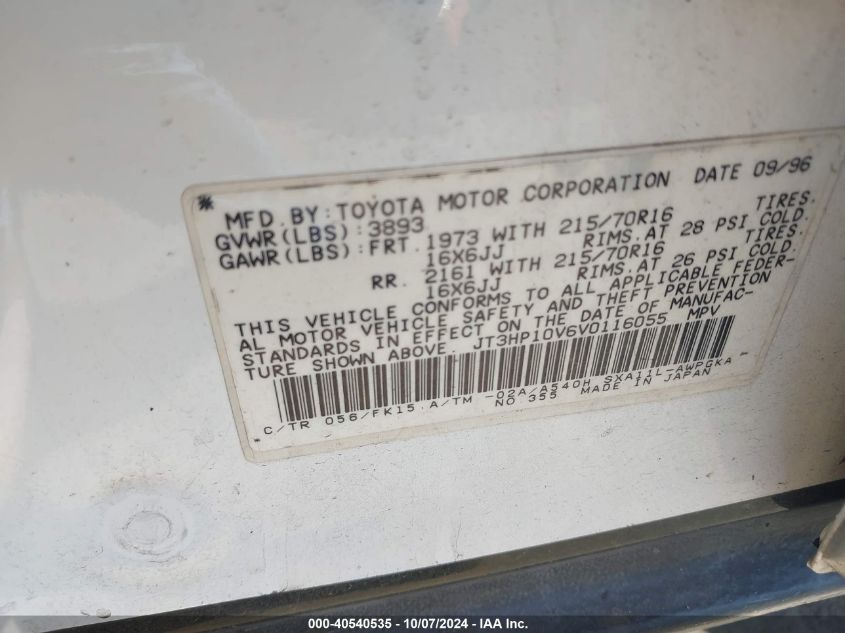 MFD. BY: TOYOTA MOTOR CORPORATION DATE 09/96
GVWR(LBS):3893
GAWR(LBS):FRT. 1973 WITH 215/70R16 TIRES.
16X6JJ RIMS.AT 28 PSI COLD.
RR. 2161 WITH 215/70R16 TIRES.
16X6JJ RIMS.AT 26 PSI COLD.
THIS VEHICLE CONFORMS TO ALL APPLICABLE FEDER-
AL MOTOR VEHICLE SAFETY AND THEFT PREVENTION
STANDARDS IN EFFECT ON THE DATE OF MANUFAC-
TURE SHOWN ABOVE. JT3HP10V6V0116055 MPV
C/TR 056/FK15 A/TM -02A/A540H SXA11L-AWPGKA
NO.355 MADE IN JAPAN
000-40540535 - 10/07/2024 - IAA Inc.